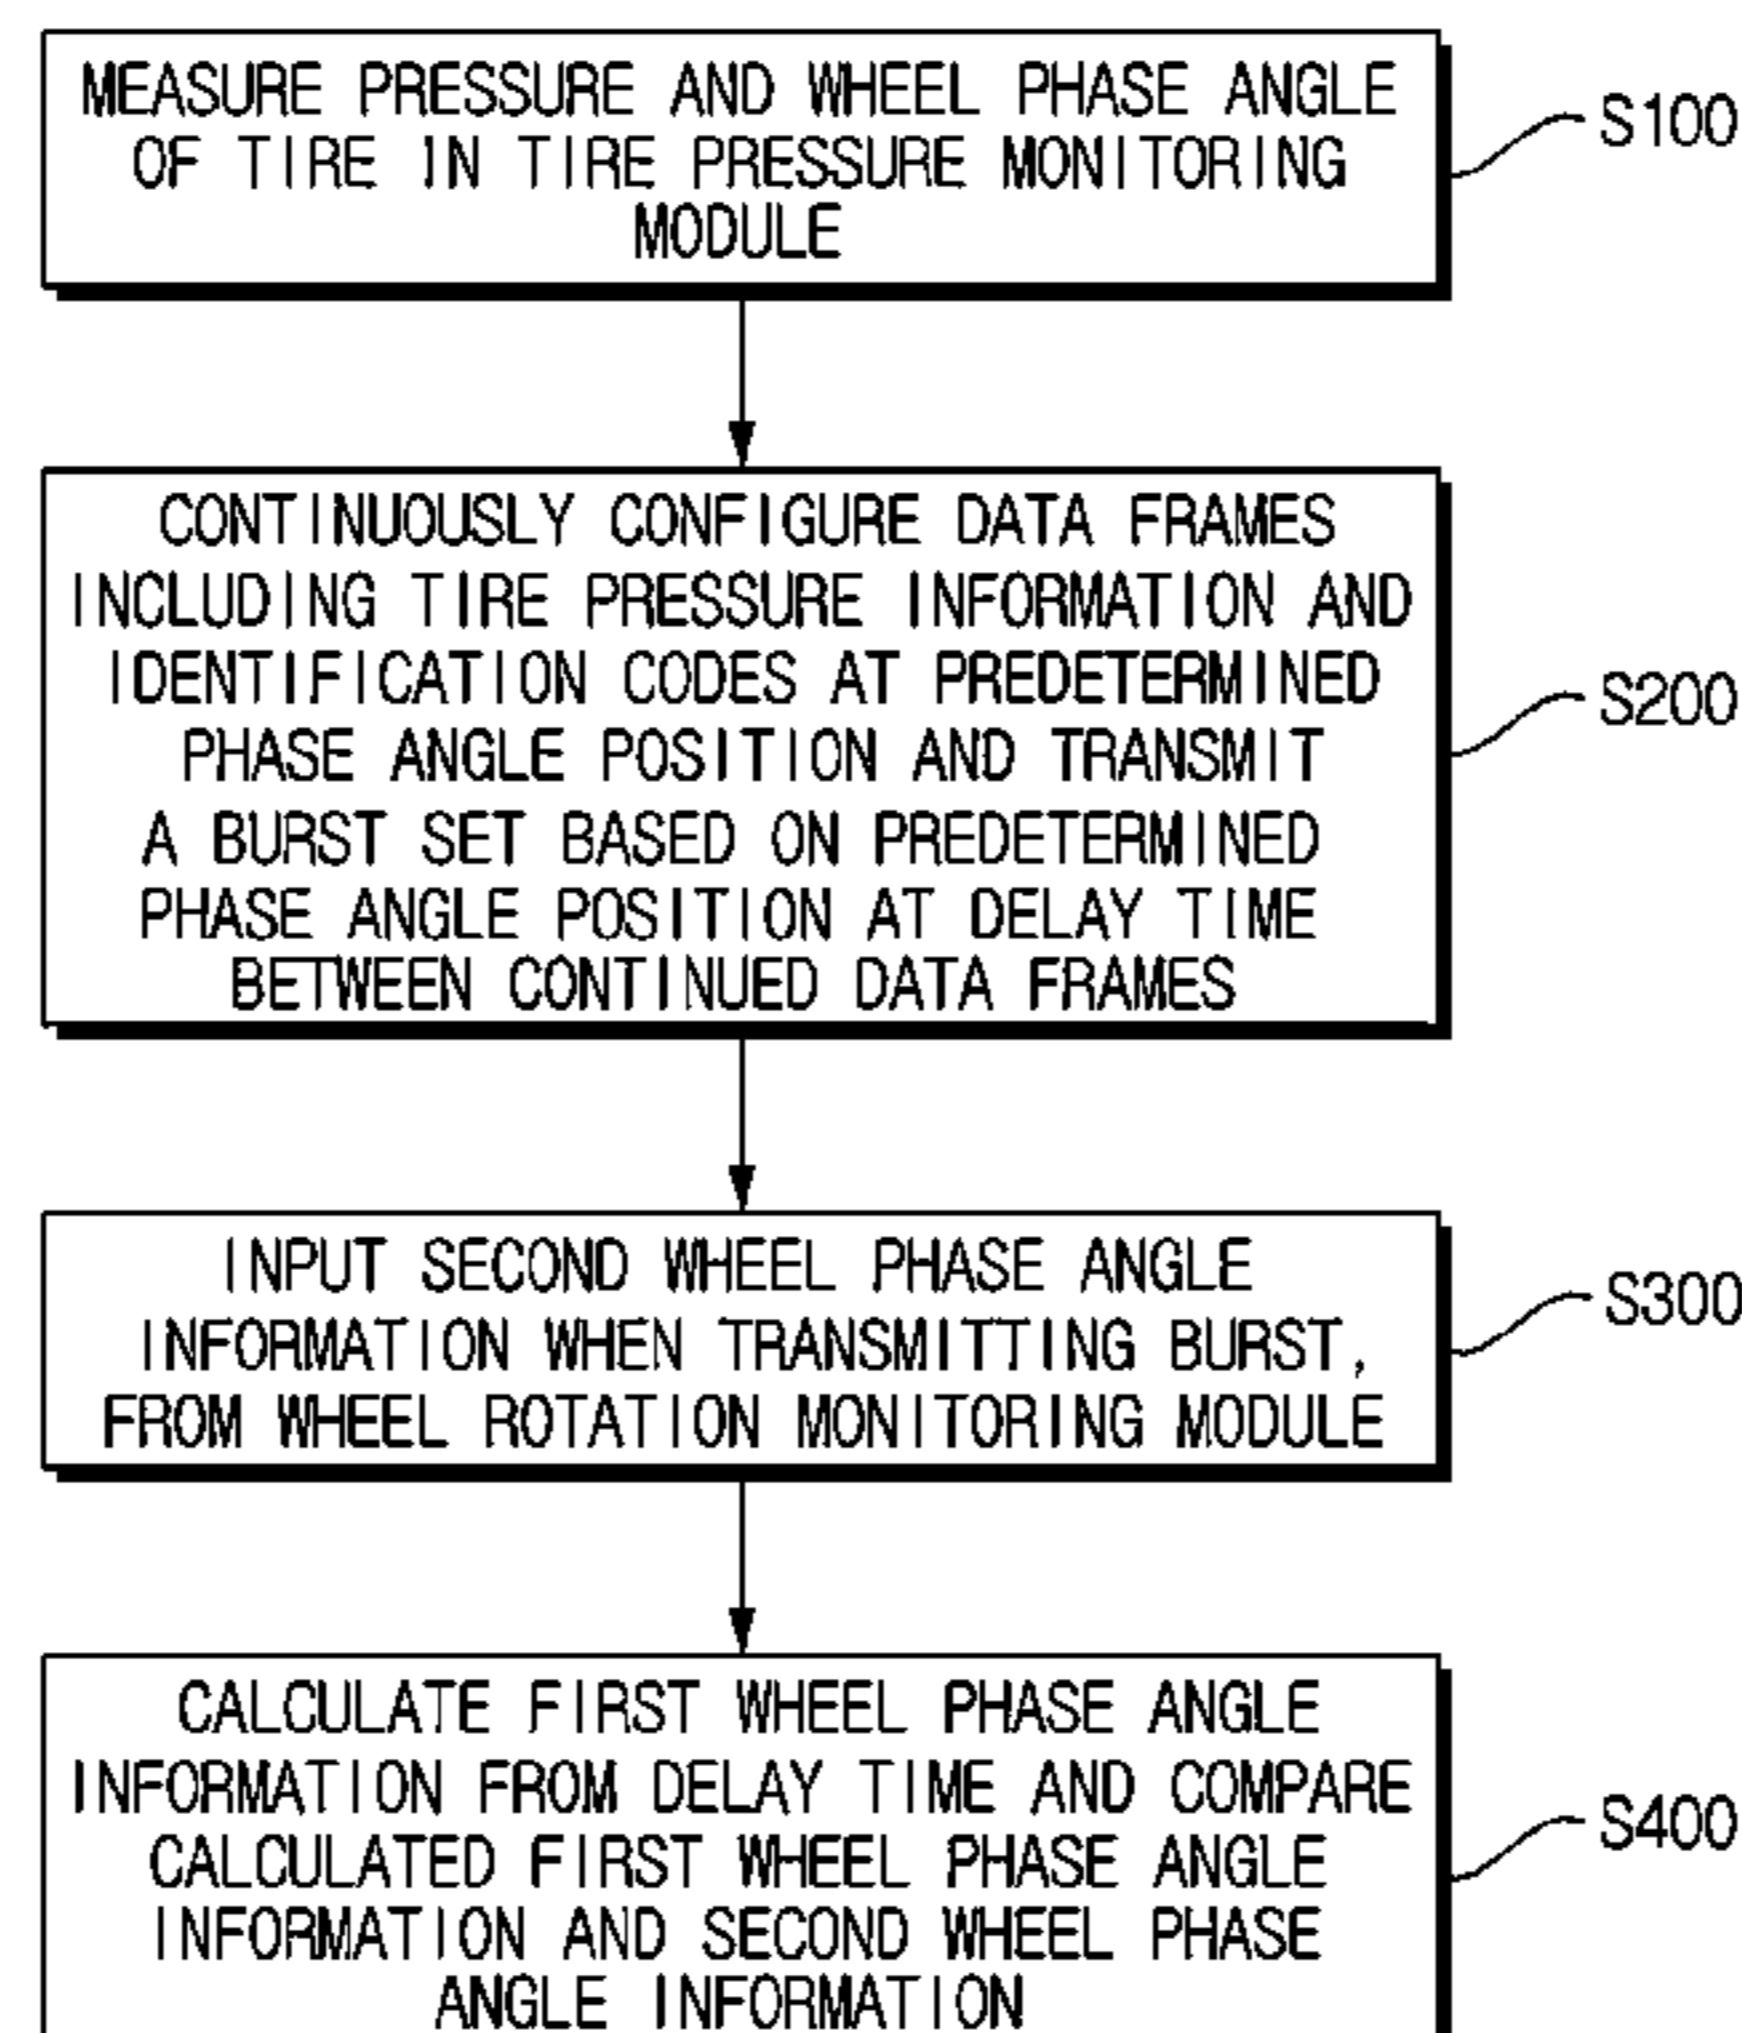 MEASURE PRESSURE AND WHEEL PHASE ANGLE
OF TIRE IN TIRE PRESSURE MONITORING
MODULE
S100
CONTINUOUSLY CONFIGURE DATA FRAMES
INCLUDING TIRE PRESSURE INFORMATION AND
IDENTIFICATION CODES AT PREDETERMINED
PHASE ANGLE POSITION AND TRANSMIT
A BURST SET BASED ON PREDETERMINED
PHASE ANGLE POSITION AT DELAY TIME
BETWEEN CONTINUED DATA FRAMES
S200
INPUT SECOND WHEEL PHASE ANGLE
INFORMATION WHEN TRANSMITTING BURST,
FROM WHEEL ROTATION MONITORING MODULE
S300
CALCULATE FIRST WHEEL PHASE ANGLE
INFORMATION FROM DELAY TIME AND COMPARE
CALCULATED FIRST WHEEL PHASE ANGLE
INFORMATION AND SECOND WHEEL PHASE
ANGLE INFORMATION
S400